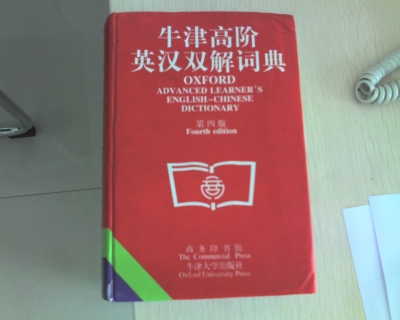 牛津高阶
英汉双解词典
OXFORD
ADVANCED LEARNER'S
ENGLISH-CHINESE
DICTIONARY
第四版
Fourth edition
商务印书馆
The Commercial Press
牛津大学出版社
Oxford University Press